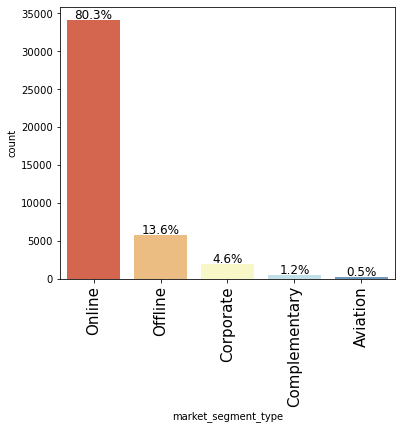 35000
30000
25000
20000
15000
10000
5000
0
count
80.3%
13.6%
4.6%
1.2%
0.5%
Online
Offline
Corporate
Complementary
Aviation
market_segment_type